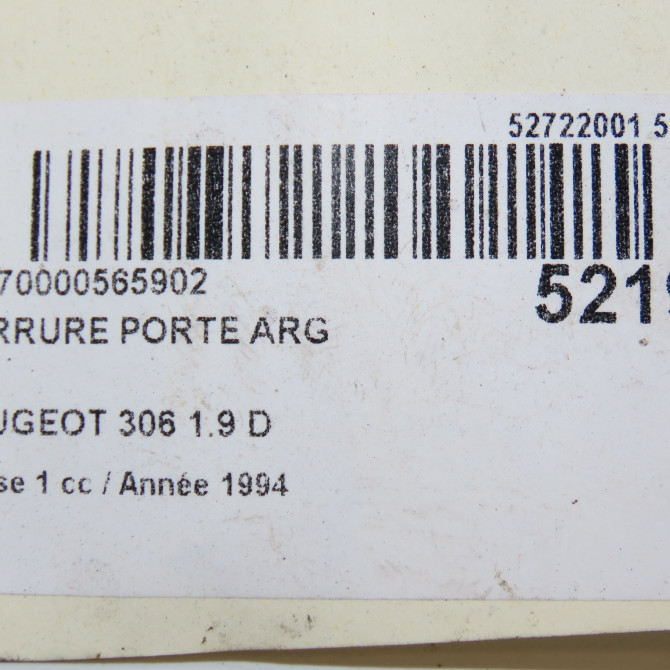 52722001 5
70000565902
5219
RRURE PORTE ARG
UGEOT 306 1.9 D
se 1 cc / Année 1994